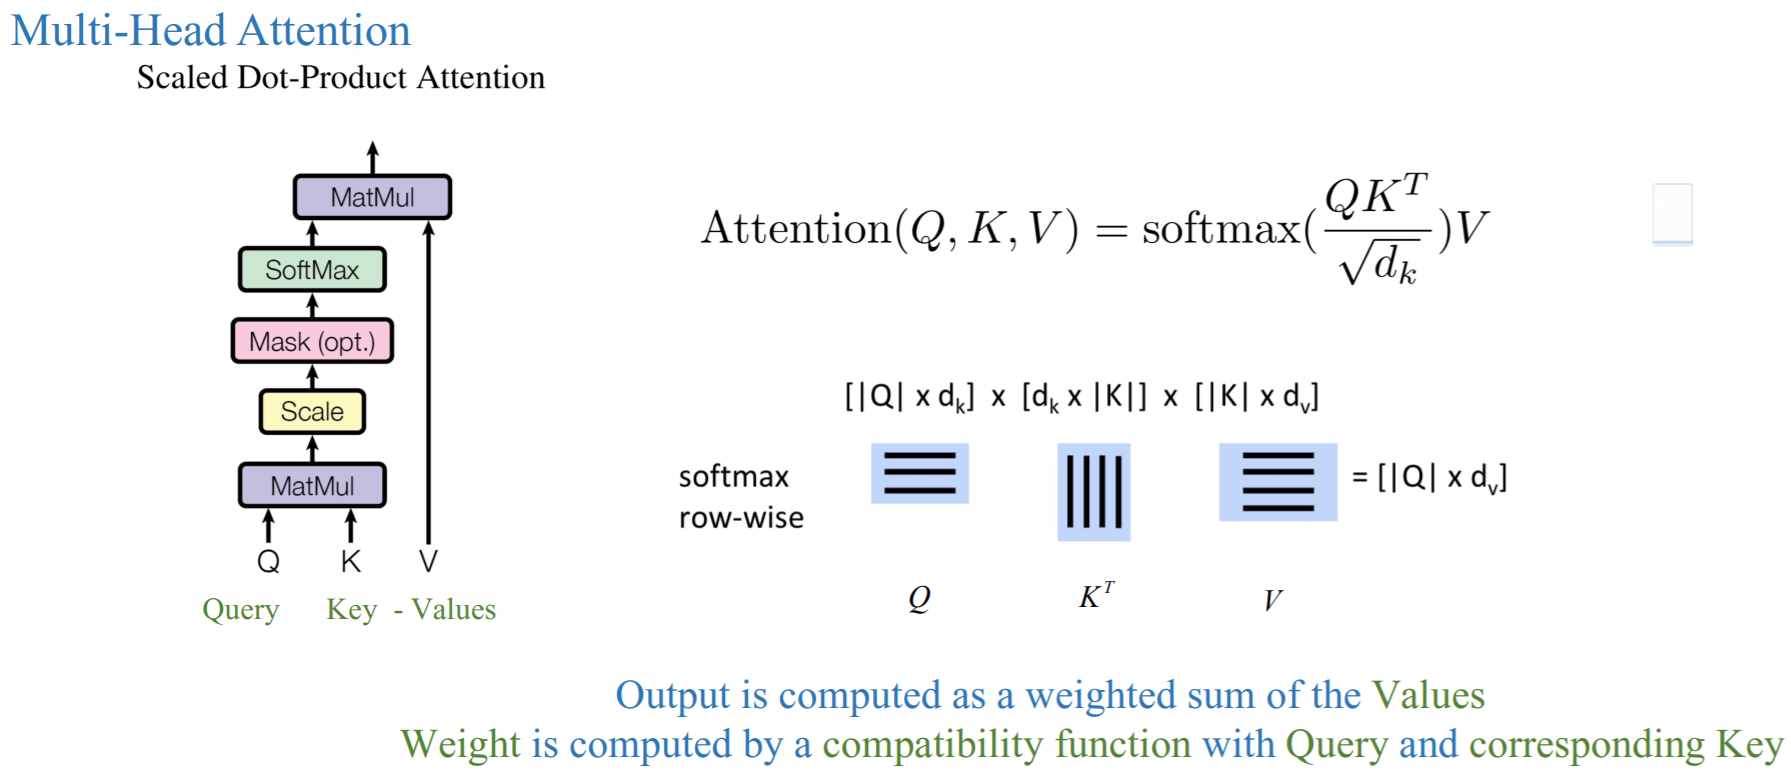 Multi-Head Attention
Scaled Dot-Product Attention
MatMul
SoftMax
Mask (opt.)
Scale
MatMul
Q K V
Query Key - Values
Attention(Q, K, V) = softmax(QK^T / √d_k)V
[|Q| x d_k] x [d_k x |K|] x [|K| x d_v]
softmax
row-wise
= [|Q| x d_v]
Q K^T V
Output is computed as a weighted sum of the Values
Weight is computed by a compatibility function with Query and corresponding Key